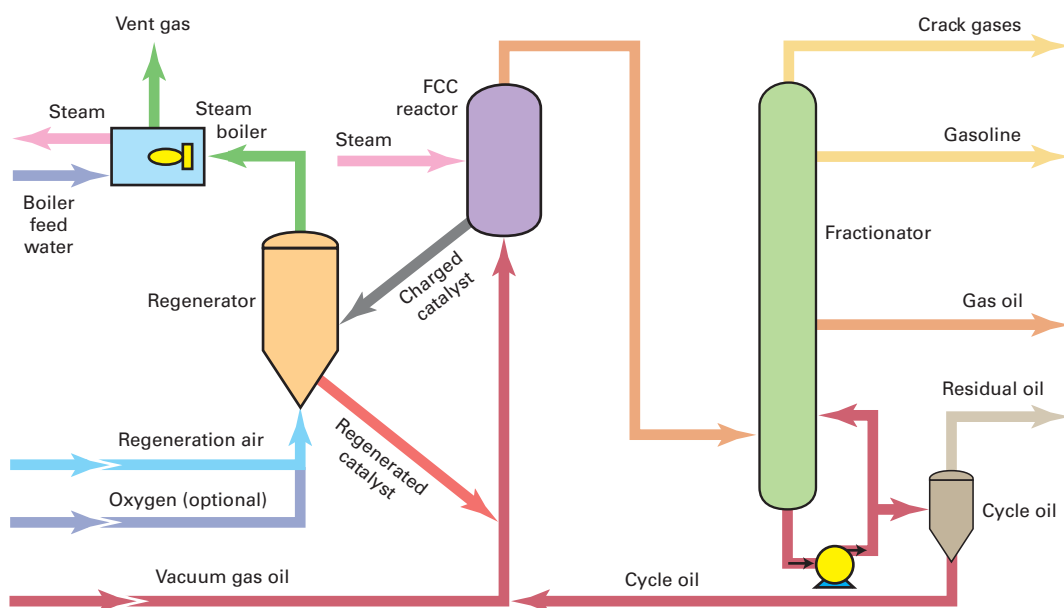 Vent gas
Crack gases
FCC
reactor
Steam
Steam
boiler
Steam
Gasoline
Boiler
feed
water
Fractionator
Charged
catalyst
Regenerator
Gas oil
Residual oil
Regenerated
catalyst
Regeneration air
Oxygen (optional)
Cycle oil
Vacuum gas oil
Cycle oil